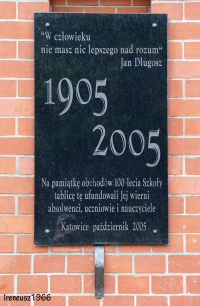 "W człowieku
nie masz nic lepszego nad rozum"
Jan Długosz
1905
2005
Na pamiątkę obchodów 100-lecia Szkoły
tablicę tę ufundowali Jej wierni
absolwenci, uczniowie i nauczyciele
Katowice październik 2005
Ireneusz1966